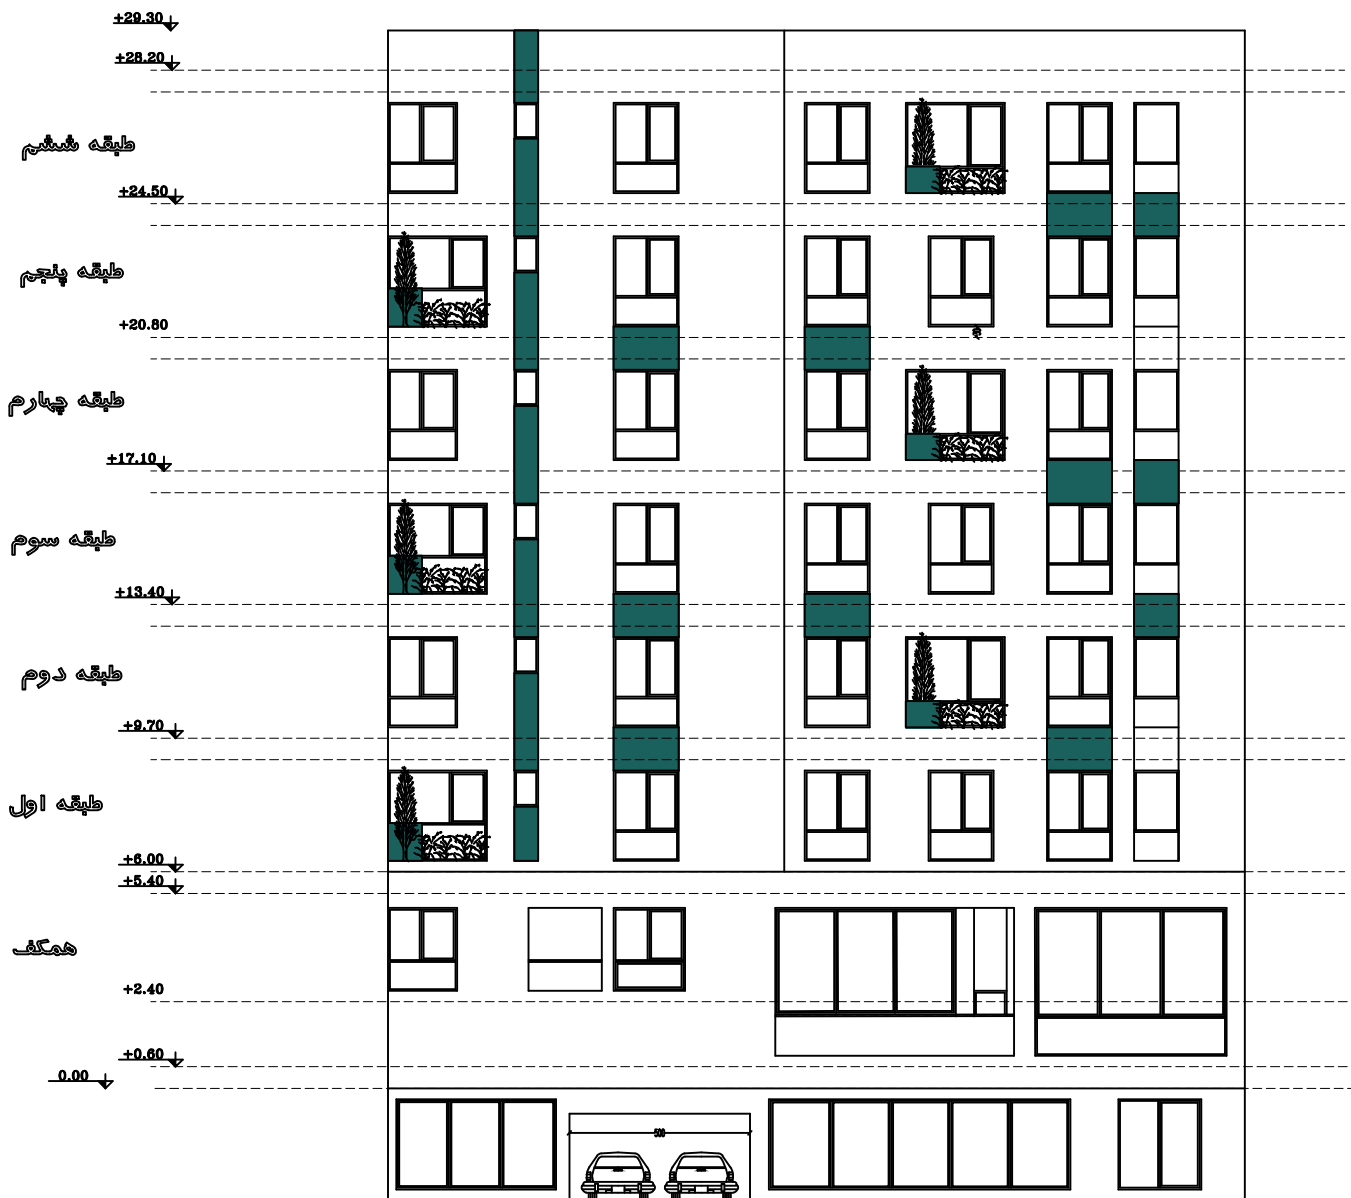 +29.30
+28.20
طبقه ششم
+24.50
طبقه پنجم
+20.80
طبقه چهارم
+17.10
طبقه سوم
+13.40
طبقه دوم
+9.70
طبقه اول
+6.00
+5.40
همکف
+2.40
+0.60
0.00
500